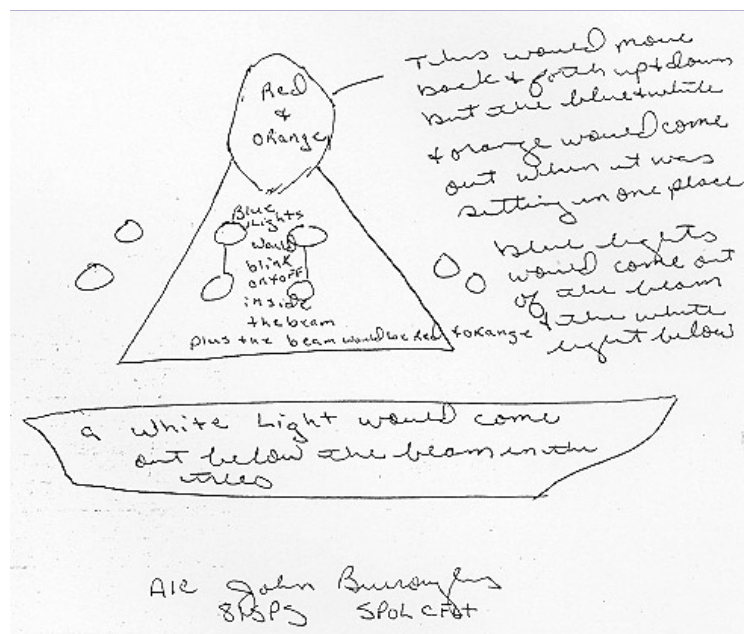 Red
+
ORange
This would move
back + forth up + down
but the blue + white
+ orange would come
out when it was
sitting in one place
Blue
Lights
would
blink
on + off
inside
the beam
plus the beam would be Red + ORange
blue lights
would come out
of the beam
+ the white
light below
a white Light would come
out below the beam in the
trees
A1C John Burroughs
81SPS